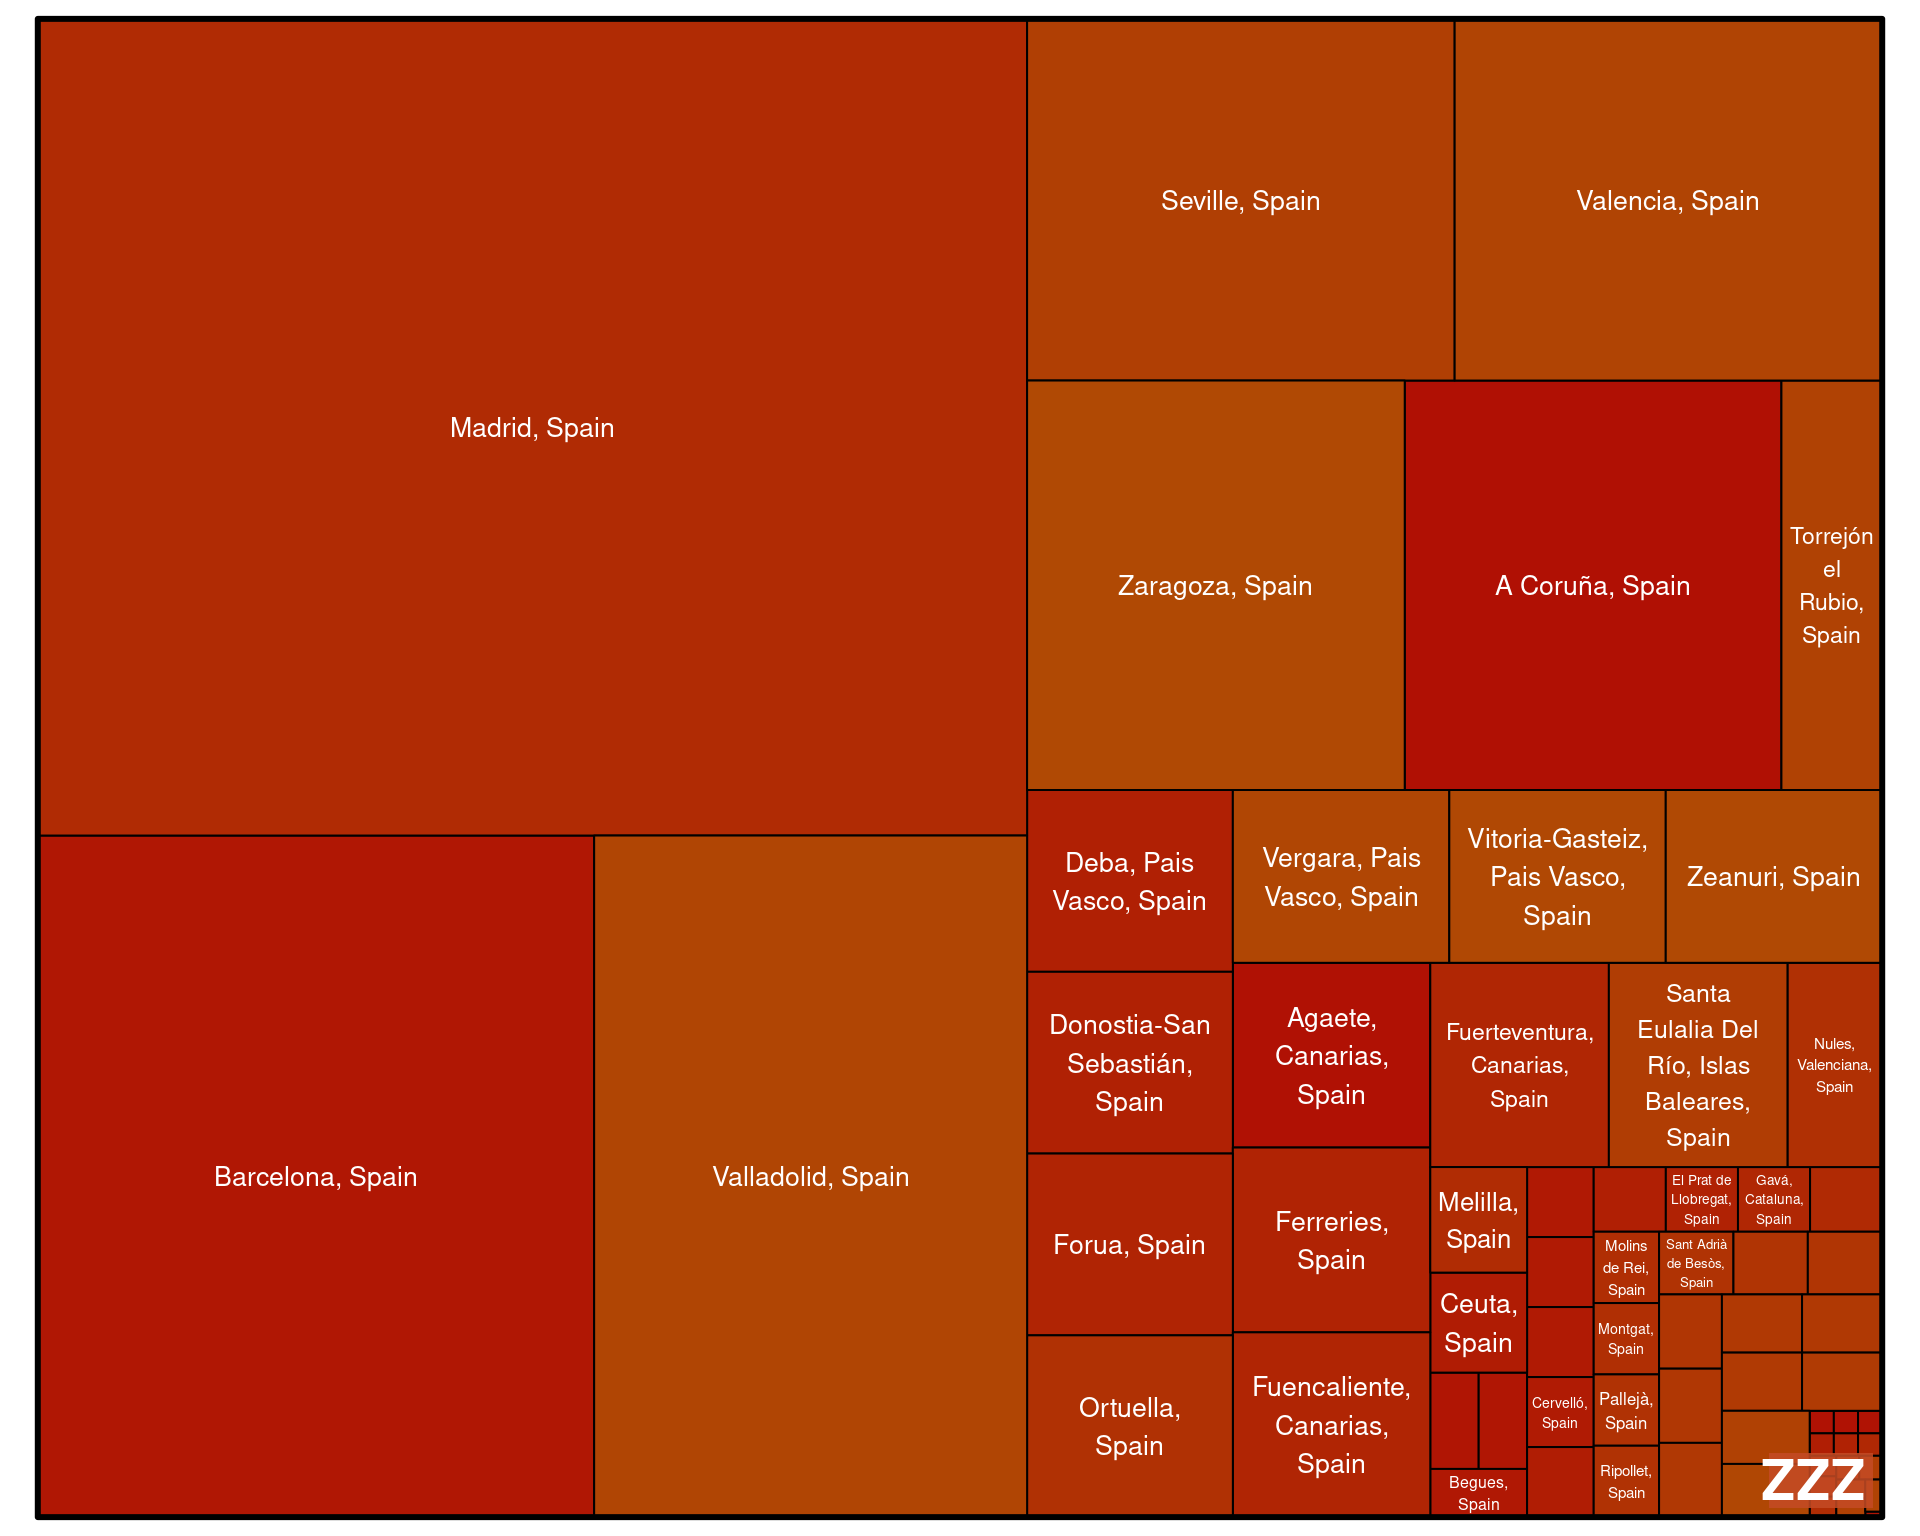 Madrid, Spain
Seville, Spain
Valencia, Spain
Zaragoza, Spain
A Coruña, Spain
Torrejón
el
Rubio,
Spain
Barcelona, Spain
Valladolid, Spain
Deba, Pais
Vasco, Spain
Vergara, Pais
Vasco, Spain
Vitoria-Gasteiz,
Pais Vasco,
Spain
Zeanuri, Spain
Donostia-San
Sebastián,
Spain
Agaete,
Canarias,
Spain
Fuerteventura,
Canarias,
Spain
Santa
Eulalia Del
Río, Islas
Baleares,
Spain
Nules,
Valenciana,
Spain
Forua, Spain
Ferreries,
Spain
Melilla,
Spain
El Prat de
Llobregat,
Spain
Gavá,
Cataluna,
Spain
Molins
de Rei,
Spain
Sant Adrià
de Besòs,
Spain
Ceuta,
Spain
Montgat,
Spain
Ortuella,
Spain
Fuencaliente,
Canarias,
Spain
Cervelló,
Spain
Pallejà,
Spain
Begues,
Spain
Ripollet,
Spain
ZZZ